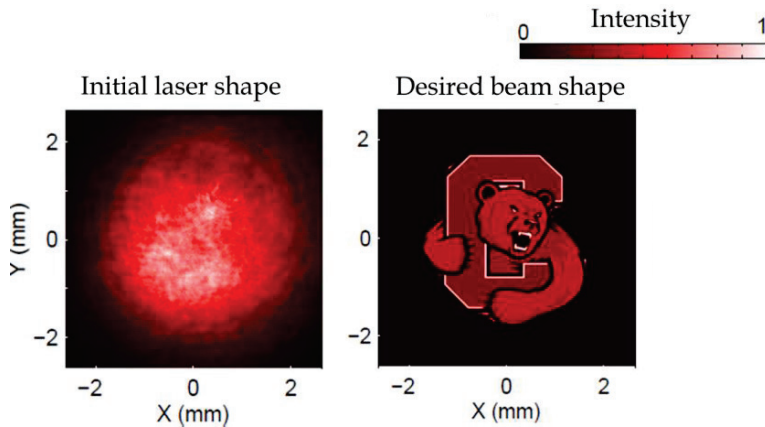 Intensity
0 1
Initial laser shape
Desired beam shape
Y (mm)
2
0
−2
−2 0 2
X (mm)
2
0
−2
−2 0 2
X (mm)